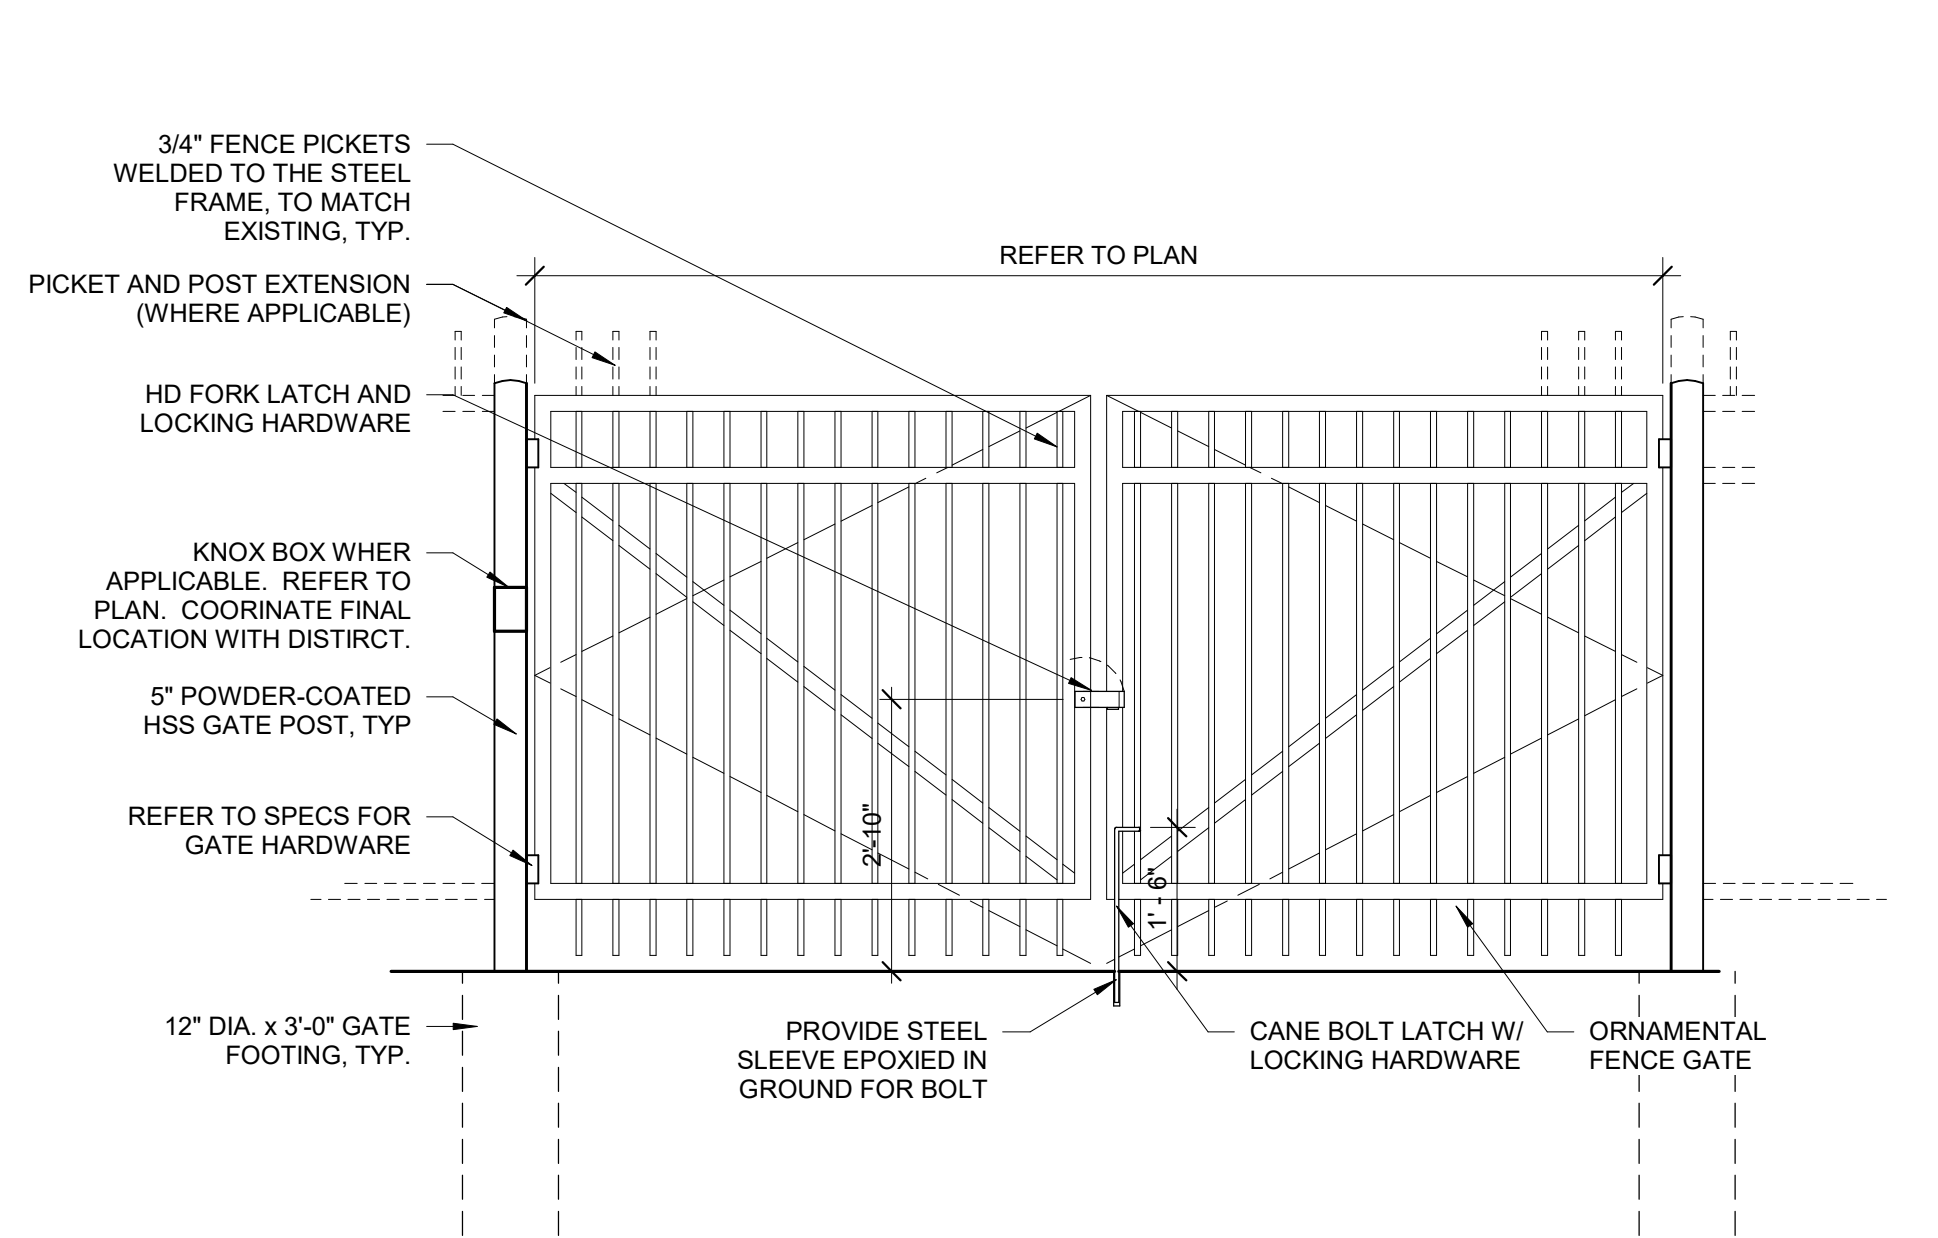 3/4" FENCE PICKETS
WELDED TO THE STEEL
FRAME, TO MATCH
EXISTING, TYP.
REFER TO PLAN
PICKET AND POST EXTENSION
(WHERE APPLICABLE)
HD FORK LATCH AND
LOCKING HARDWARE
KNOX BOX WHER
APPLICABLE.  REFER TO
PLAN.  COORINATE FINAL
LOCATION WITH DISTIRCT.
5" POWDER-COATED
HSS GATE POST, TYP
REFER TO SPECS FOR
GATE HARDWARE
2'-10"
1' - 6"
12" DIA. x 3'-0" GATE
FOOTING, TYP.
PROVIDE STEEL
SLEEVE EPOXIED IN
GROUND FOR BOLT
CANE BOLT LATCH W/
LOCKING HARDWARE
ORNAMENTAL
FENCE GATE